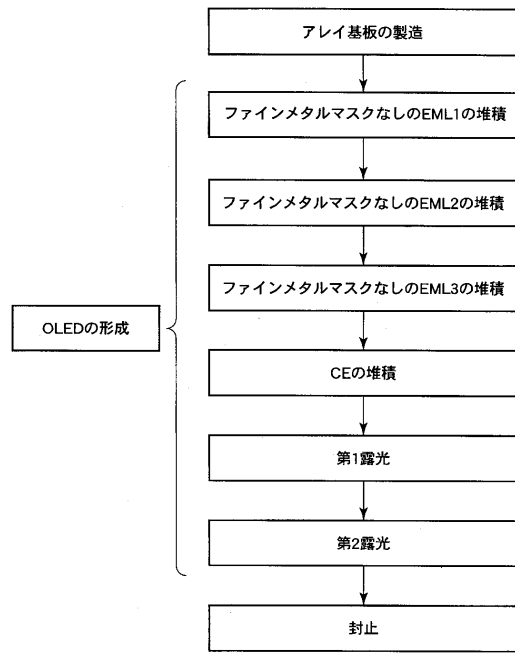 アレイ基板の製造
ファインメタルマスクなしのEML1の堆積
ファインメタルマスクなしのEML2の堆積
ファインメタルマスクなしのEML3の堆積
OLEDの形成
CEの堆積
第1露光
第2露光
封止